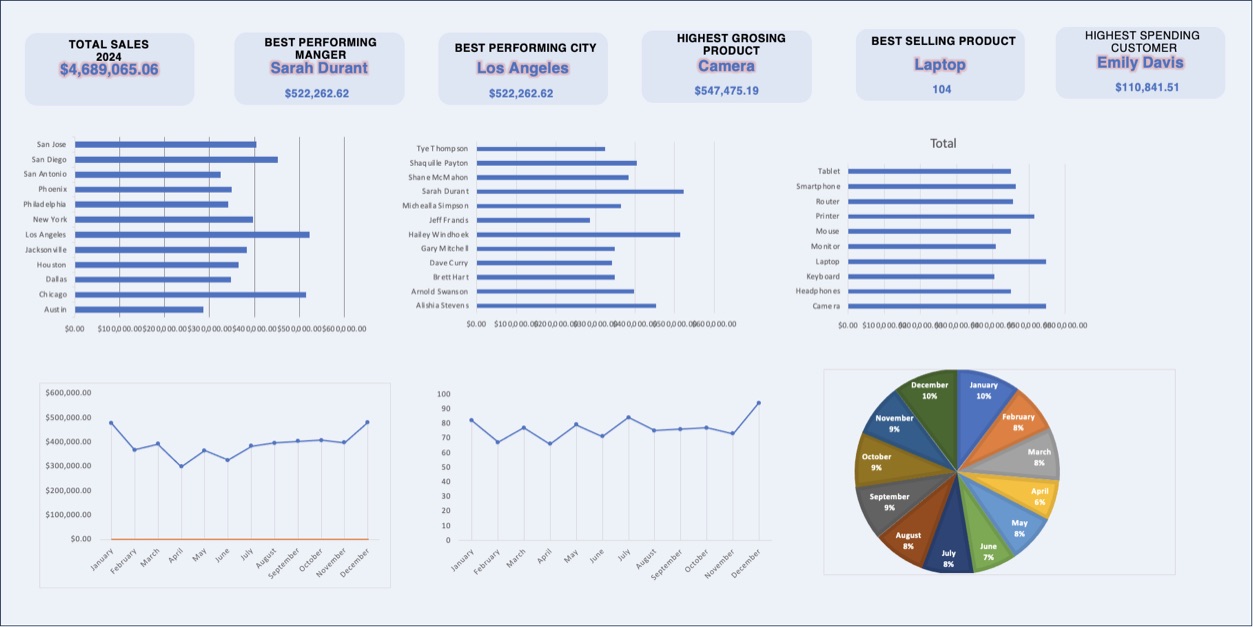 TOTAL SALES
2024
$4,689,065.06
BEST PERFORMING
MANGER
Sarah Durant
$522,262.62
BEST PERFORMING CITY
Los Angeles
$522,262.62
HIGHEST GROSING
PRODUCT
Camera
$547,475.19
BEST SELLING PRODUCT
Laptop
104
HIGHEST SPENDING
CUSTOMER
Emily Davis
$110,841.51
San Jose
San Diego
San Antonio
Phoenix
Philadelphia
New York
Los Angeles
Jacksonville
Houston
Dallas
Chicago
Austin
$0.00 $100,000.00 $200,000.00 $300,000.00 $400,000.00 $500,000.00 $600,000.00
Tye Thompson
Shaquille Payton
Shane McMahon
Sarah Durant
Michealla Simpson
Jeff Francis
Hailey Windhoek
Gary Mitchell
Dave Curry
Brett Hart
Arnold Swanson
Alishia Stevens
$0.00 $100,000.00 $200,000.00 $300,000.00 $400,000.00 $500,000.00 $600,000.00
Total
Tablet
Smartphone
Router
Printer
Mouse
Monitor
Laptop
Keyboard
Headphones
Camera
$0.00 $100,000.00 $200,000.00 $300,000.00 $400,000.00 $500,000.00 $600,000.00
$600,000.00
$500,000.00
$400,000.00
$300,000.00
$200,000.00
$100,000.00
$0.00
January February March April May June July August September October November December
100
90
80
70
60
50
40
30
20
10
0
January February March April May June July August September October November December
January
10%
February
8%
March
8%
April
6%
May
8%
June
7%
July
8%
August
8%
September
9%
October
9%
November
9%
December
10%